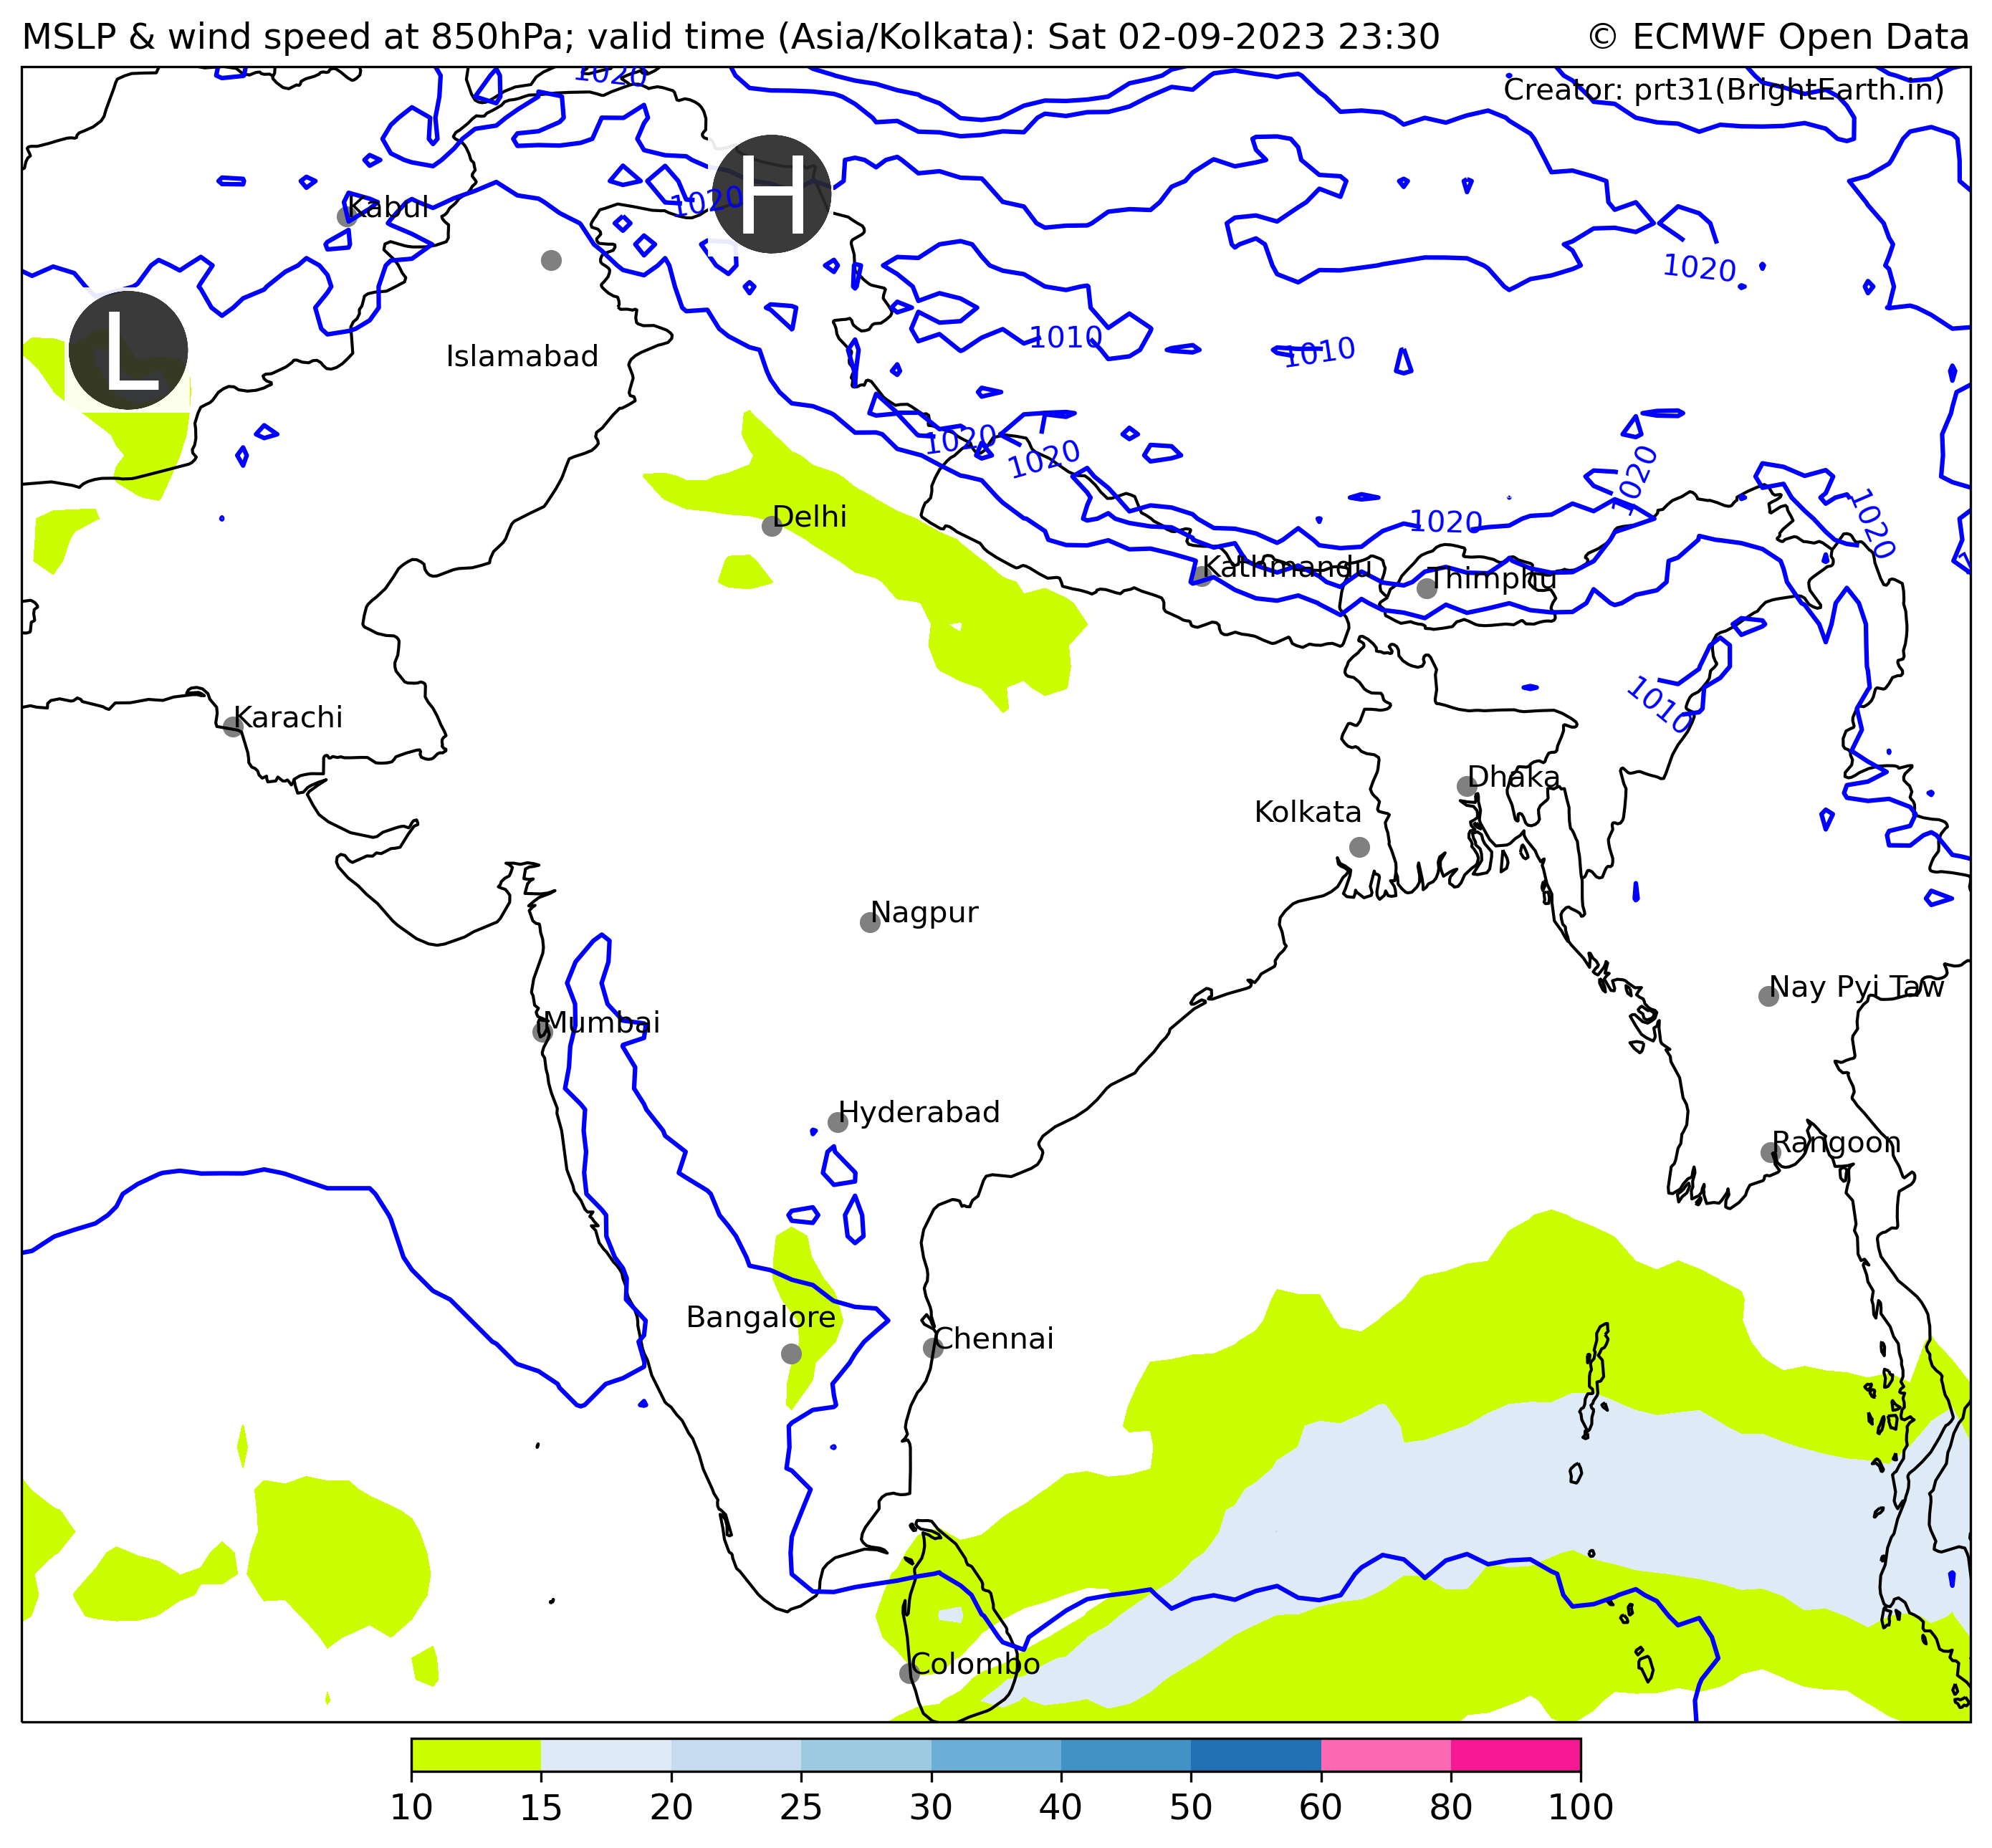 MSLP & wind speed at 850hPa; valid time (Asia/Kolkata): Sat 02-09-2023 23:30
© ECMWF Open Data
1020
Creator: prt31(BrightEarth.in)
H
1020
Kabul
1020
L
1010
1010
Islamabad
1020
1020
1020
Delhi
1020
1020
Kathmandu
Thimphu
1010
Karachi
Dhaka
Kolkata
Nagpur
Nay Pyi Taw
Mumbai
Hyderabad
Rangoon
Bangalore
Chennai
Colombo
10 15 20 25 30 40 50 60 80 100